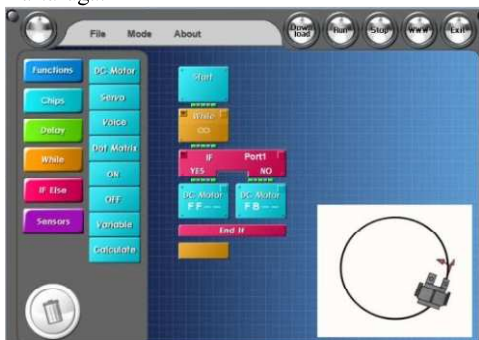 File Mode About
Down load
Run
Stop
WWW
Exit
Functions
Chips
Delay
While
IF Else
Sensors
DC Motor
Servo
Voice
Dot Matrix
ON
OFF
Variable
Calculate
Start
While
∞
IF Port1
YES NO
DC Motor DC Motor
FF-- FB--
End If